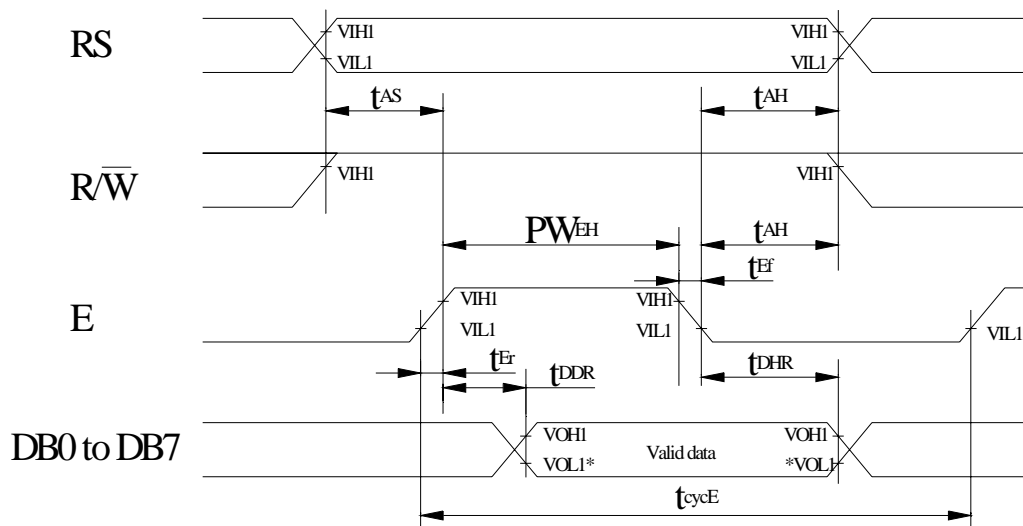 RS
VIH1
VIH1
VIL1
VIL1
tAS
tAH
R/W̅
VIH1
VIH1
PWEH
tAH
tEf
E
VIH1
VIH1
VIL1
VIL1
VIL1
tEr
tDDR
tDHR
DB0 to DB7
VOH1
VOH1
VOL1*
Valid data
*VOL1
tcycE